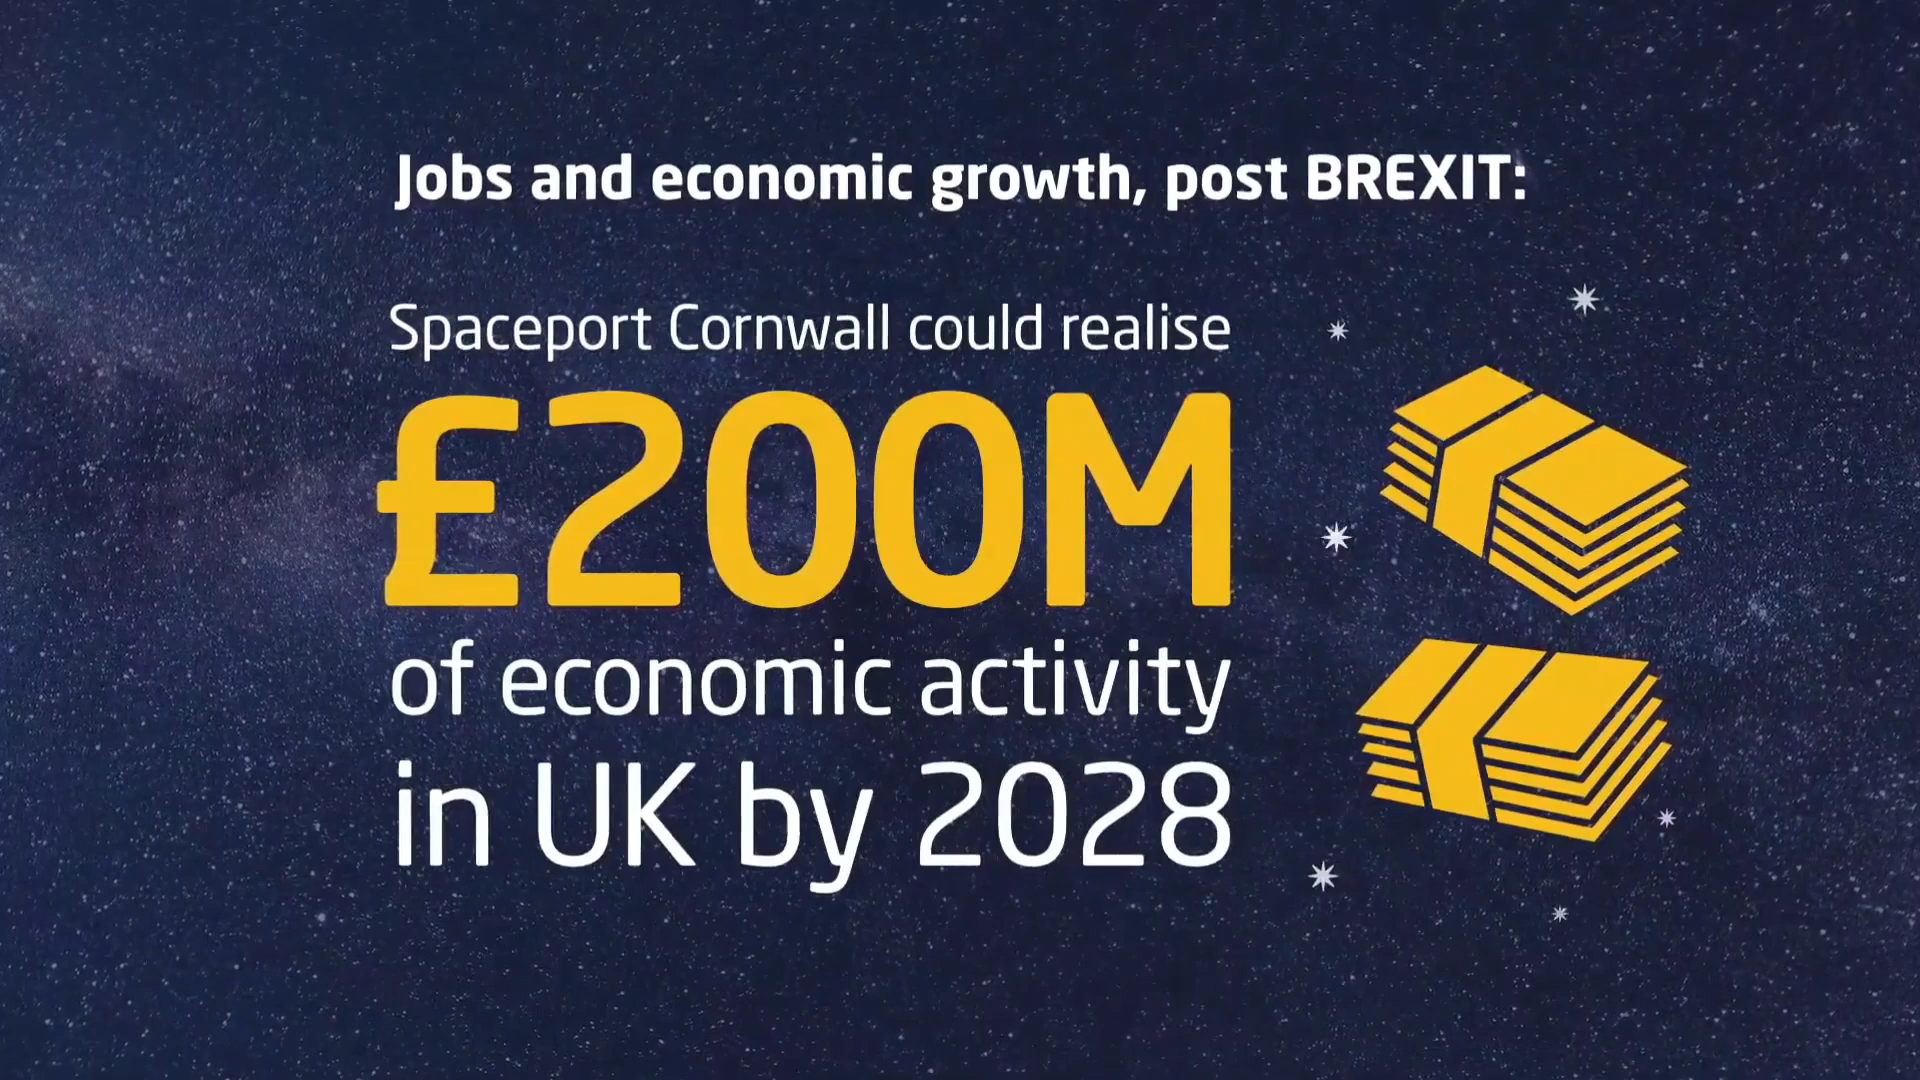 Jobs and economic growth, post BREXIT:
Spaceport Cornwall could realise
£200M
of economic activity
in UK by 2028